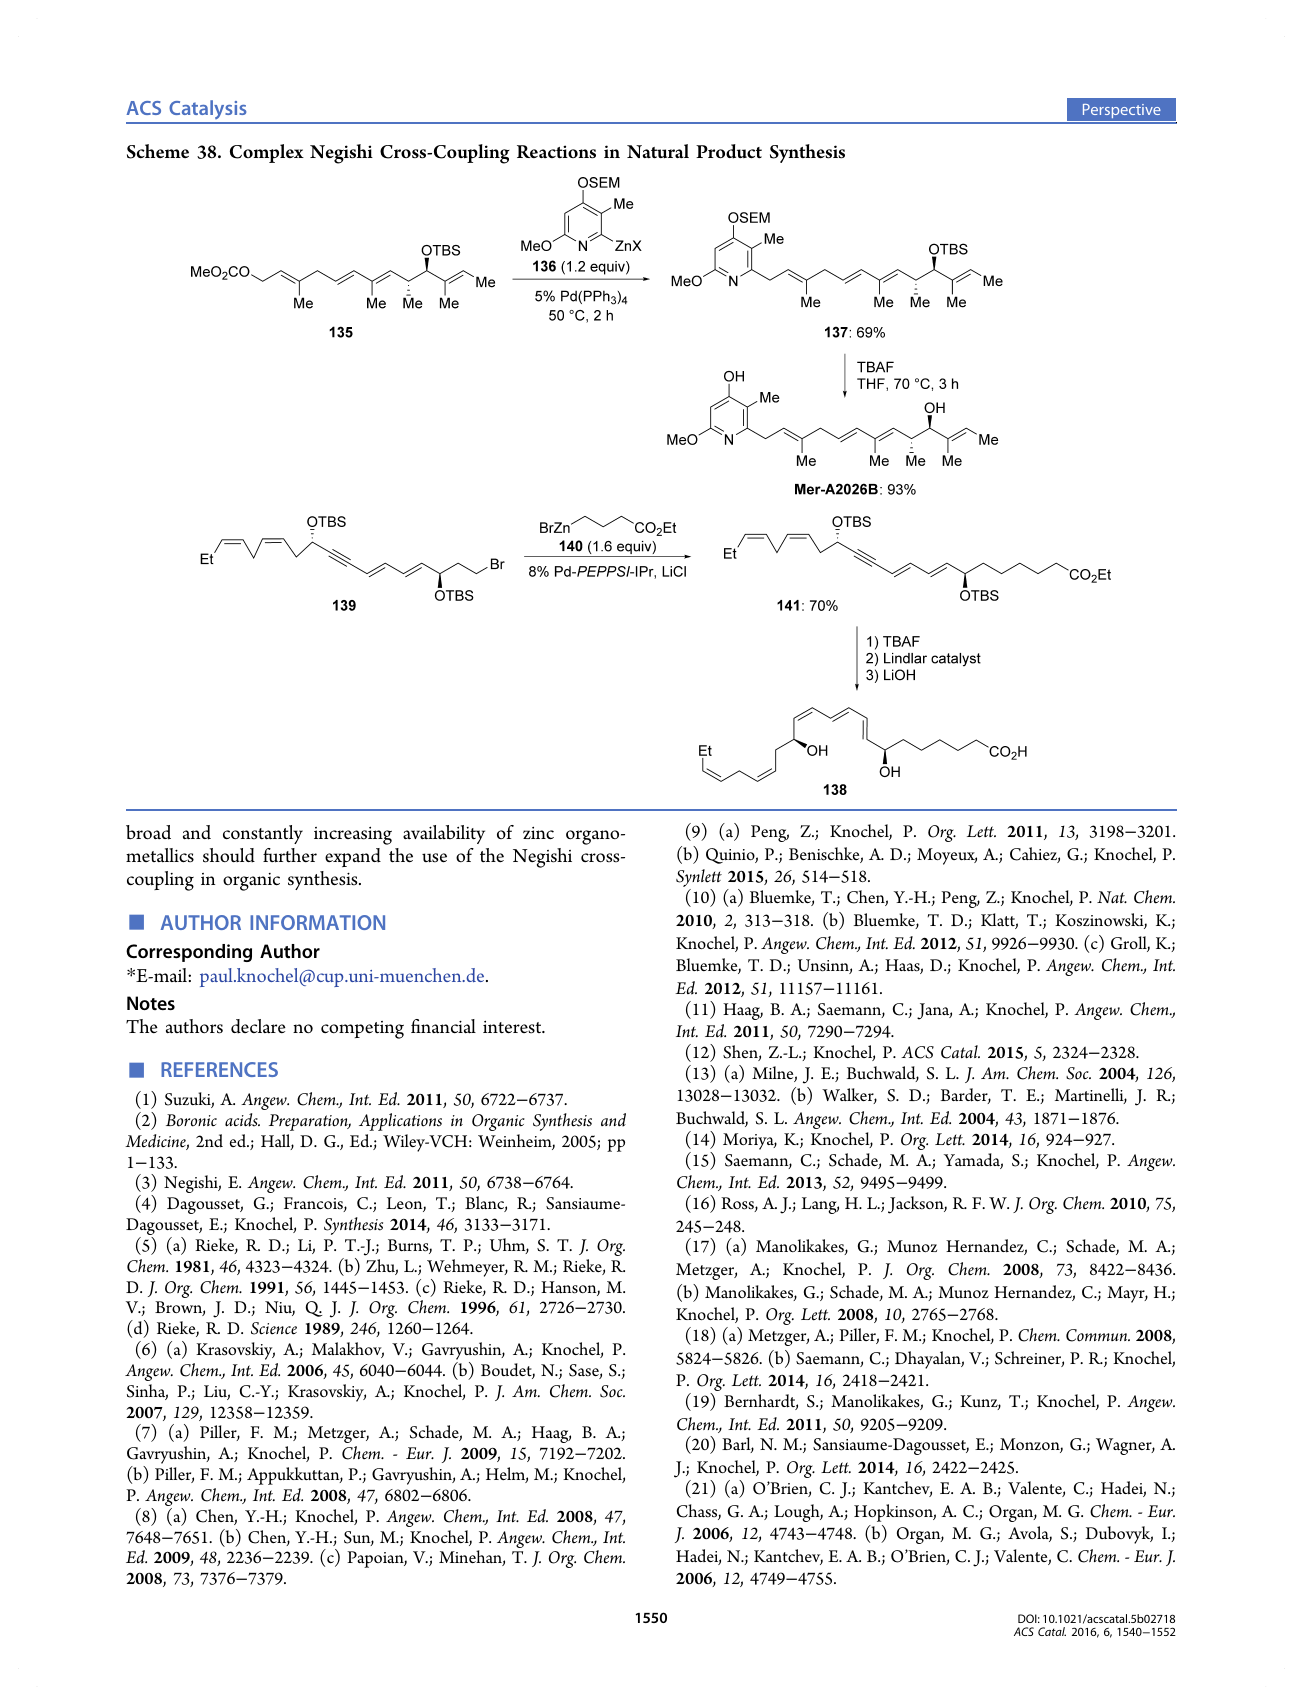 ACS Catalysis
Perspective
Scheme 38. Complex Negishi Cross-Coupling Reactions in Natural Product Synthesis
OSEM
Me
MeO
N
ZnX
136 (1.2 equiv)
5% Pd(PPh3)4
50 °C, 2 h
MeO2CO
OTBS
Me
Me
Me
Me
Me
135
OSEM
Me
MeO
N
OTBS
Me
Me
Me
Me
Me
137: 69%
TBAF
THF, 70 °C, 3 h
OH
Me
MeO
N
OH
Me
Me
Me
Me
Me
Mer-A2026B: 93%
OTBS
Et
Br
OTBS
139
BrZn
CO2Et
140 (1.6 equiv)
8% Pd-PEPPSI-IPr, LiCl
OTBS
Et
CO2Et
OTBS
141: 70%
1) TBAF
2) Lindlar catalyst
3) LiOH
Et
OH
CO2H
OH
138
broad and constantly increasing availability of zinc organo-
metallics should further expand the use of the Negishi cross-
coupling in organic synthesis.
■ AUTHOR INFORMATION
Corresponding Author
*E-mail: paul.knochel@cup.uni-muenchen.de.
Notes
The authors declare no competing financial interest.
■ REFERENCES
(1) Suzuki, A. Angew. Chem., Int. Ed. 2011, 50, 6722−6737.
(2) Boronic acids. Preparation, Applications in Organic Synthesis and
Medicine, 2nd ed.; Hall, D. G., Ed.; Wiley-VCH: Weinheim, 2005; pp
1−133.
(3) Negishi, E. Angew. Chem., Int. Ed. 2011, 50, 6738−6764.
(4) Dagousset, G.; Francois, C.; Leon, T.; Blanc, R.; Sansiaume-
Dagousset, E.; Knochel, P. Synthesis 2014, 46, 3133−3171.
(5) (a) Rieke, R. D.; Li, P. T.-J.; Burns, T. P.; Uhm, S. T. J. Org.
Chem. 1981, 46, 4323−4324. (b) Zhu, L.; Wehmeyer, R. M.; Rieke, R.
D. J. Org. Chem. 1991, 56, 1445−1453. (c) Rieke, R. D.; Hanson, M.
V.; Brown, J. D.; Niu, Q. J. J. Org. Chem. 1996, 61, 2726−2730.
(d) Rieke, R. D. Science 1989, 246, 1260−1264.
(6) (a) Krasovskiy, A.; Malakhov, V.; Gavryushin, A.; Knochel, P.
Angew. Chem., Int. Ed. 2006, 45, 6040−6044. (b) Boudet, N.; Sase, S.;
Sinha, P.; Liu, C.-Y.; Krasovskiy, A.; Knochel, P. J. Am. Chem. Soc.
2007, 129, 12358−12359.
(7) (a) Piller, F. M.; Metzger, A.; Schade, M. A.; Haag, B. A.;
Gavryushin, A.; Knochel, P. Chem. - Eur. J. 2009, 15, 7192−7202.
(b) Piller, F. M.; Appukkuttan, P.; Gavryushin, A.; Helm, M.; Knochel,
P. Angew. Chem., Int. Ed. 2008, 47, 6802−6806.
(8) (a) Chen, Y.-H.; Knochel, P. Angew. Chem., Int. Ed. 2008, 47,
7648−7651. (b) Chen, Y.-H.; Sun, M.; Knochel, P. Angew. Chem., Int.
Ed. 2009, 48, 2236−2239. (c) Papoian, V.; Minehan, T. J. Org. Chem.
2008, 73, 7376−7379.
(9) (a) Peng, Z.; Knochel, P. Org. Lett. 2011, 13, 3198−3201.
(b) Quinio, P.; Benischke, A. D.; Moyeux, A.; Cahiez, G.; Knochel, P.
Synlett 2015, 26, 514−518.
(10) (a) Bluemke, T.; Chen, Y.-H.; Peng, Z.; Knochel, P. Nat. Chem.
2010, 2, 313−318. (b) Bluemke, T. D.; Klatt, T.; Koszinowski, K.;
Knochel, P. Angew. Chem., Int. Ed. 2012, 51, 9926−9930. (c) Groll, K.;
Bluemke, T. D.; Unsinn, A.; Haas, D.; Knochel, P. Angew. Chem., Int.
Ed. 2012, 51, 11157−11161.
(11) Haag, B. A.; Saemann, C.; Jana, A.; Knochel, P. Angew. Chem.,
Int. Ed. 2011, 50, 7290−7294.
(12) Shen, Z.-L.; Knochel, P. ACS Catal. 2015, 5, 2324−2328.
(13) (a) Milne, J. E.; Buchwald, S. L. J. Am. Chem. Soc. 2004, 126,
13028−13032. (b) Walker, S. D.; Barder, T. E.; Martinelli, J. R.;
Buchwald, S. L. Angew. Chem., Int. Ed. 2004, 43, 1871−1876.
(14) Moriya, K.; Knochel, P. Org. Lett. 2014, 16, 924−927.
(15) Saemann, C.; Schade, M. A.; Yamada, S.; Knochel, P. Angew.
Chem., Int. Ed. 2013, 52, 9495−9499.
(16) Ross, A. J.; Lang, H. L.; Jackson, R. F. W. J. Org. Chem. 2010, 75,
245−248.
(17) (a) Manolikakes, G.; Munoz Hernandez, C.; Schade, M. A.;
Metzger, A.; Knochel, P. J. Org. Chem. 2008, 73, 8422−8436.
(b) Manolikakes, G.; Schade, M. A.; Munoz Hernandez, C.; Mayr, H.;
Knochel, P. Org. Lett. 2008, 10, 2765−2768.
(18) (a) Metzger, A.; Piller, F. M.; Knochel, P. Chem. Commun. 2008,
5824−5826. (b) Saemann, C.; Dhayalan, V.; Schreiner, P. R.; Knochel,
P. Org. Lett. 2014, 16, 2418−2421.
(19) Bernhardt, S.; Manolikakes, G.; Kunz, T.; Knochel, P. Angew.
Chem., Int. Ed. 2011, 50, 9205−9209.
(20) Barl, N. M.; Sansiaume-Dagousset, E.; Monzon, G.; Wagner, A.
J.; Knochel, P. Org. Lett. 2014, 16, 2422−2425.
(21) (a) O'Brien, C. J.; Kantchev, E. A. B.; Valente, C.; Hadei, N.;
Chass, G. A.; Lough, A.; Hopkinson, A. C.; Organ, M. G. Chem. - Eur.
J. 2006, 12, 4743−4748. (b) Organ, M. G.; Avola, S.; Dubovyk, I.;
Hadei, N.; Kantchev, E. A. B.; O'Brien, C. J.; Valente, C. Chem. - Eur. J.
2006, 12, 4749−4755.
1550
DOI: 10.1021/acscatal.5b02718
ACS Catal. 2016, 6, 1540−1552